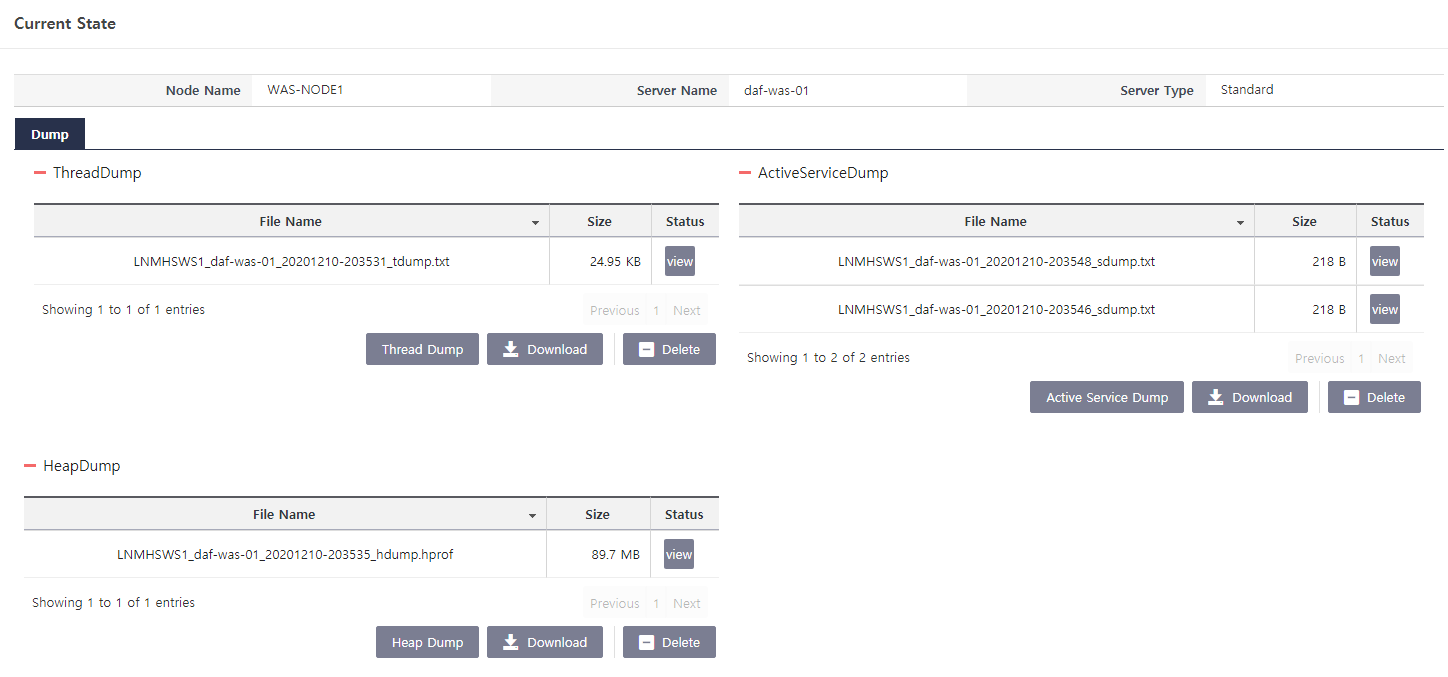 Current State
Node Name WAS-NODE1 Server Name daf-was-01 Server Type Standard
Dump
ThreadDump
File Name Size Status
LNMHSWS1_daf-was-01_20201210-203531_tdump.txt 24.95 KB view
Showing 1 to 1 of 1 entries Previous 1 Next
Thread Dump Download Delete
ActiveServiceDump
File Name Size Status
LNMHSWS1_daf-was-01_20201210-203548_sdump.txt 218 B view
LNMHSWS1_daf-was-01_20201210-203546_sdump.txt 218 B view
Showing 1 to 2 of 2 entries Previous 1 Next
Active Service Dump Download Delete
HeapDump
File Name Size Status
LNMHSWS1_daf-was-01_20201210-203535_hdump.hprof 89.7 MB view
Showing 1 to 1 of 1 entries Previous 1 Next
Heap Dump Download Delete